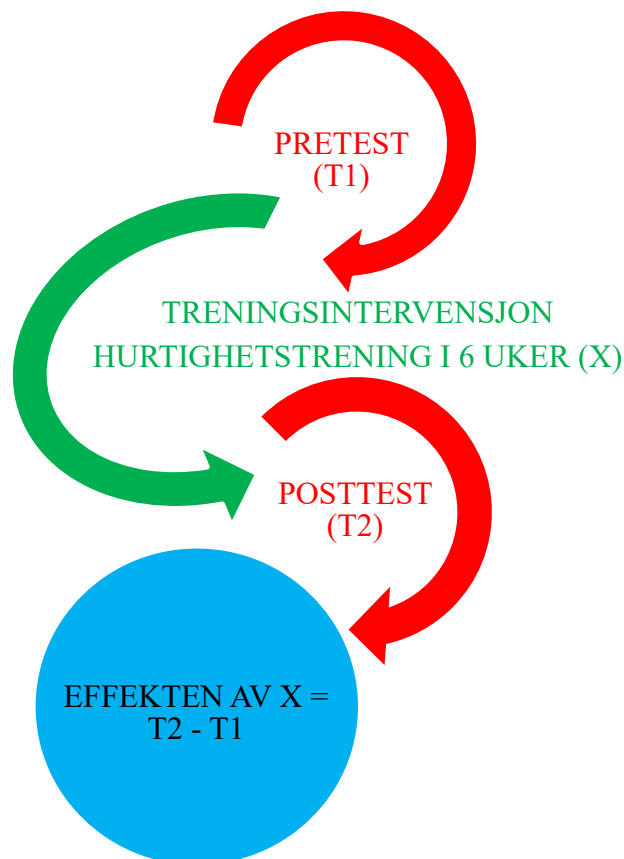 PRETEST
(T1)
TRENINGSINTERVENSJON
HURTIGHETSTRENING I 6 UKER (X)
POSTTEST
(T2)
EFFEKTEN AV X =
T2 - T1